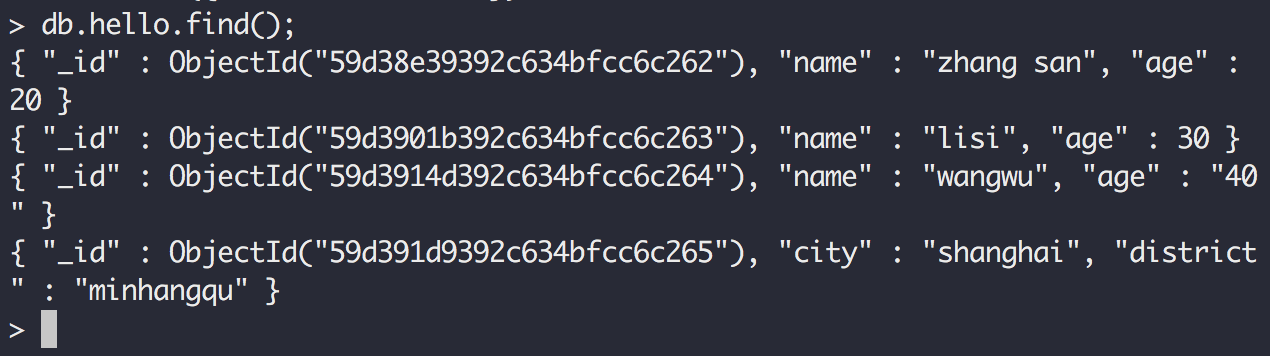 > db.hello.find();
{ "_id" : ObjectId("59d38e39392c634bfcc6c262"), "name" : "zhang san", "age" :
20 }
{ "_id" : ObjectId("59d3901b392c634bfcc6c263"), "name" : "lisi", "age" : 30 }
{ "_id" : ObjectId("59d3914d392c634bfcc6c264"), "name" : "wangwu", "age" : "40
" }
{ "_id" : ObjectId("59d391d9392c634bfcc6c265"), "city" : "shanghai", "district
" : "minhangqu" }
>